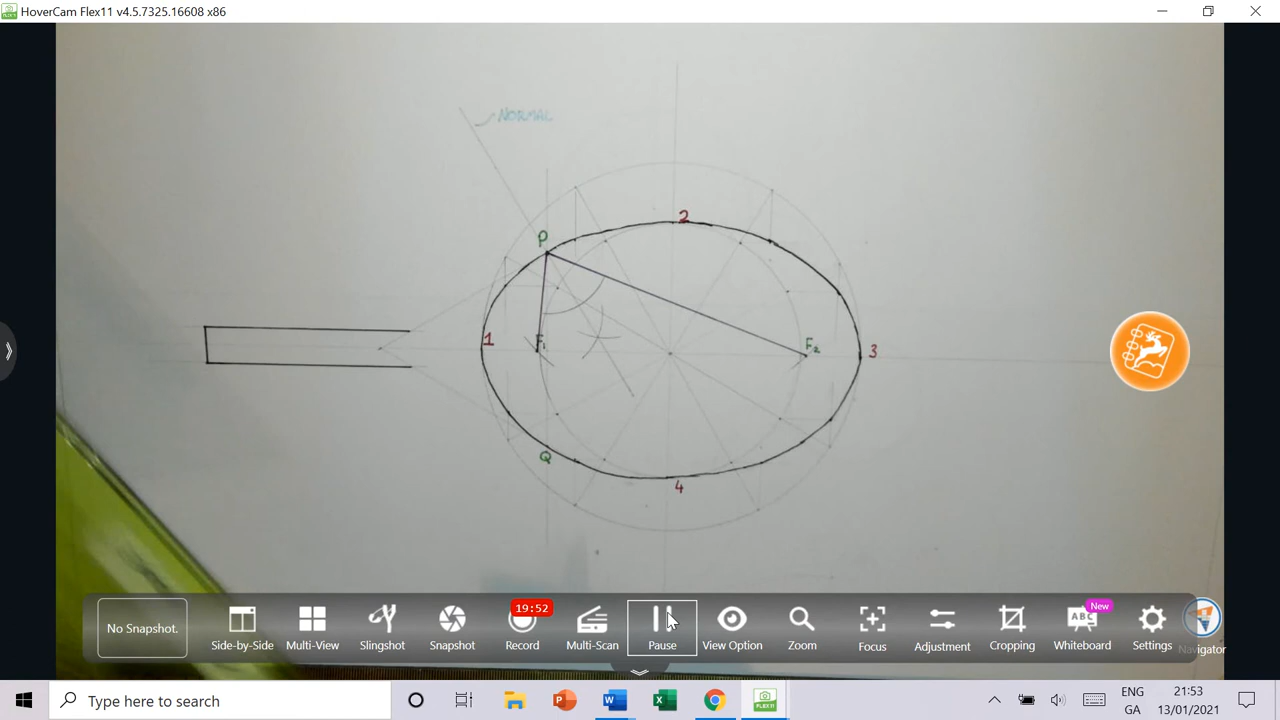 HoverCam Flex11 v4.5.7325.16608 x86
NORMAL
P
2
1
F1
F2
3
Q
4
No Snapshot.
Side-by-Side
Multi-View
Slingshot
Snapshot
19:52
Record
Multi-Scan
Pause
View Option
Zoom
Focus
Adjustment
Cropping
New
ABC
Whiteboard
Settings
Navigator
Type here to search
ENG
GA
21:53
13/01/2021